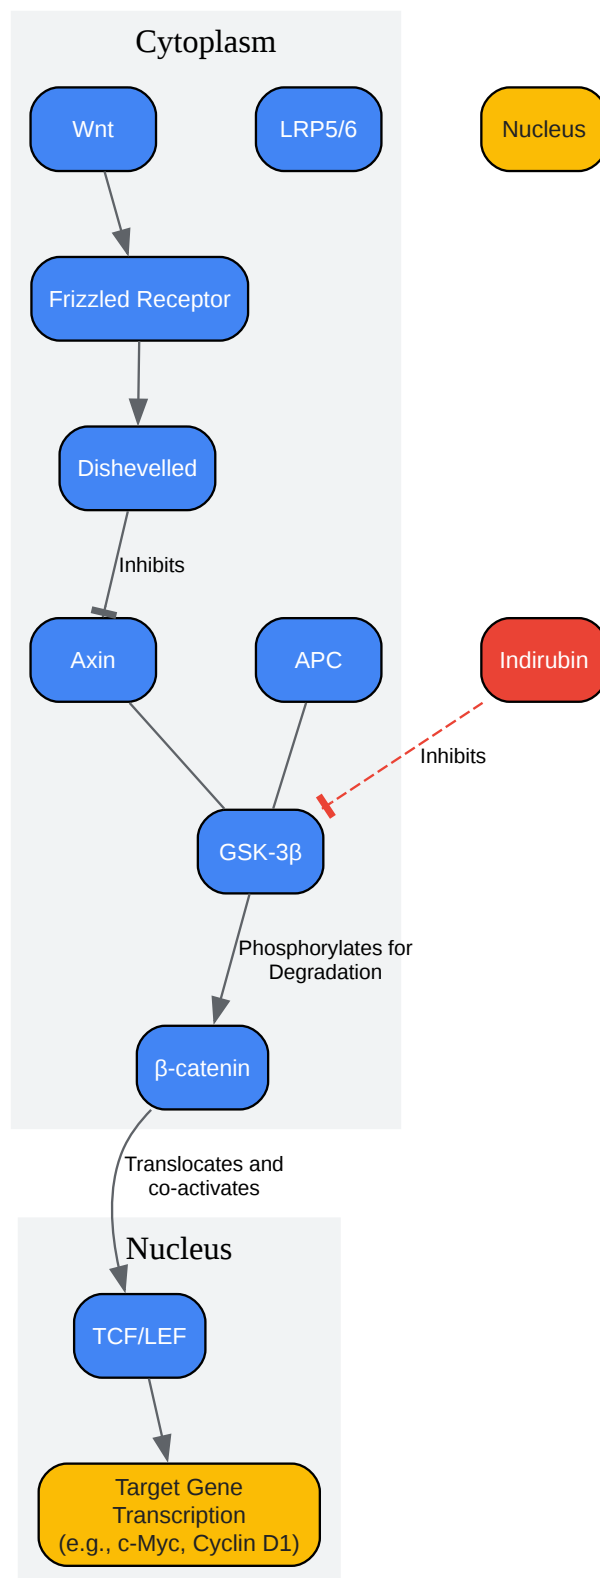 Cytoplasm
Wnt
LRP5/6
Nucleus
Frizzled Receptor
Dishevelled
Inhibits
Axin
APC
Indirubin
Inhibits
GSK-3β
Phosphorylates for
Degradation
β-catenin
Translocates and
co-activates
Nucleus
TCF/LEF
Target Gene
Transcription
(e.g., c-Myc, Cyclin D1)